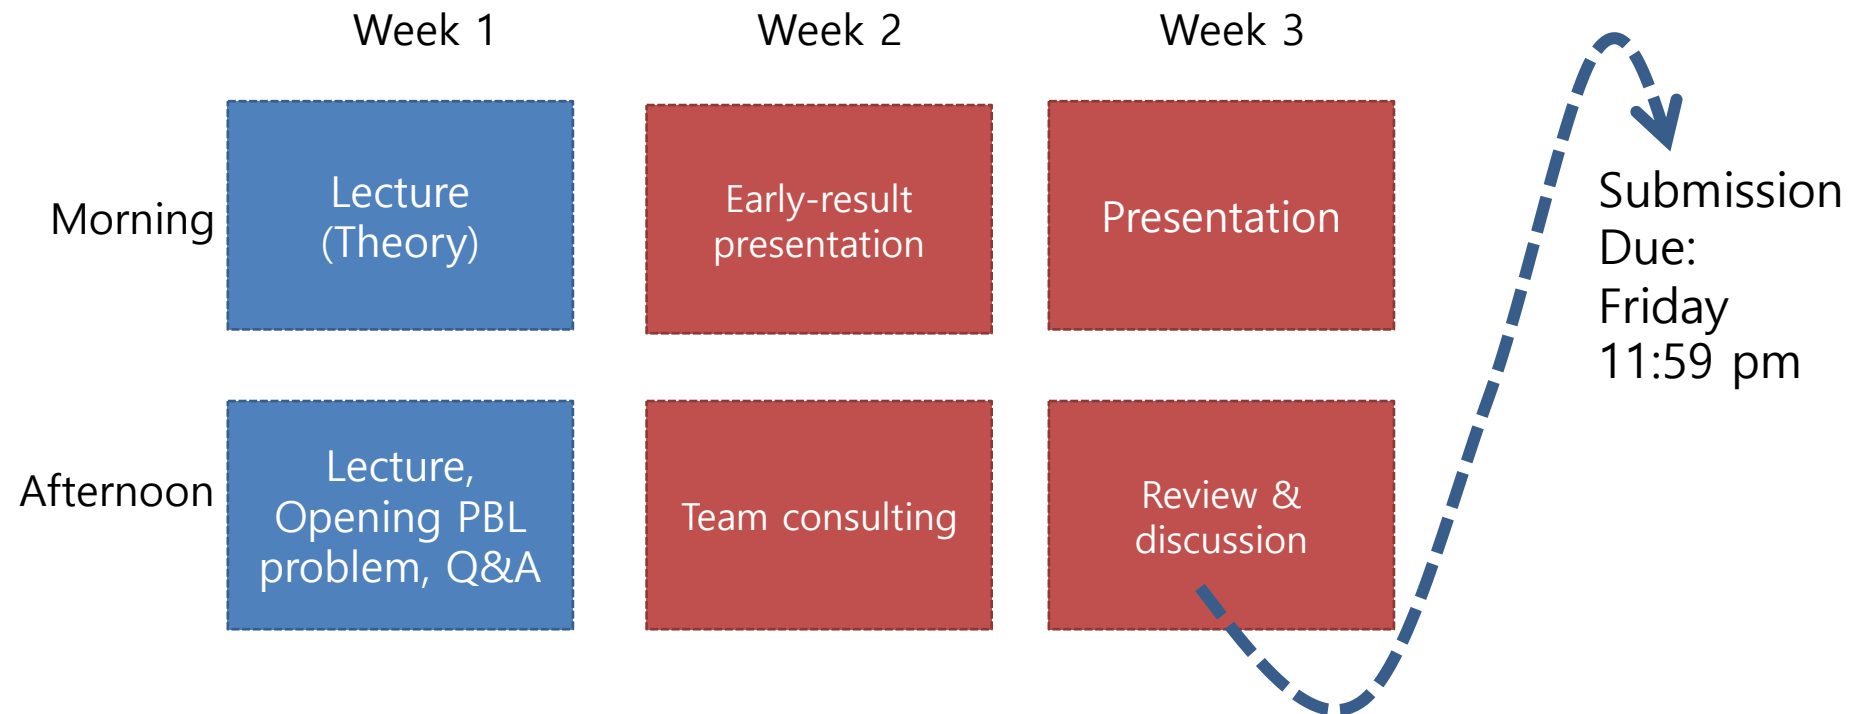 Week 1
Week 2
Week 3
Morning
Lecture
(Theory)
Early-result
presentation
Presentation
Submission
Due:
Friday
11:59 pm
Afternoon
Lecture,
Opening PBL
problem, Q&A
Team consulting
Review &
discussion